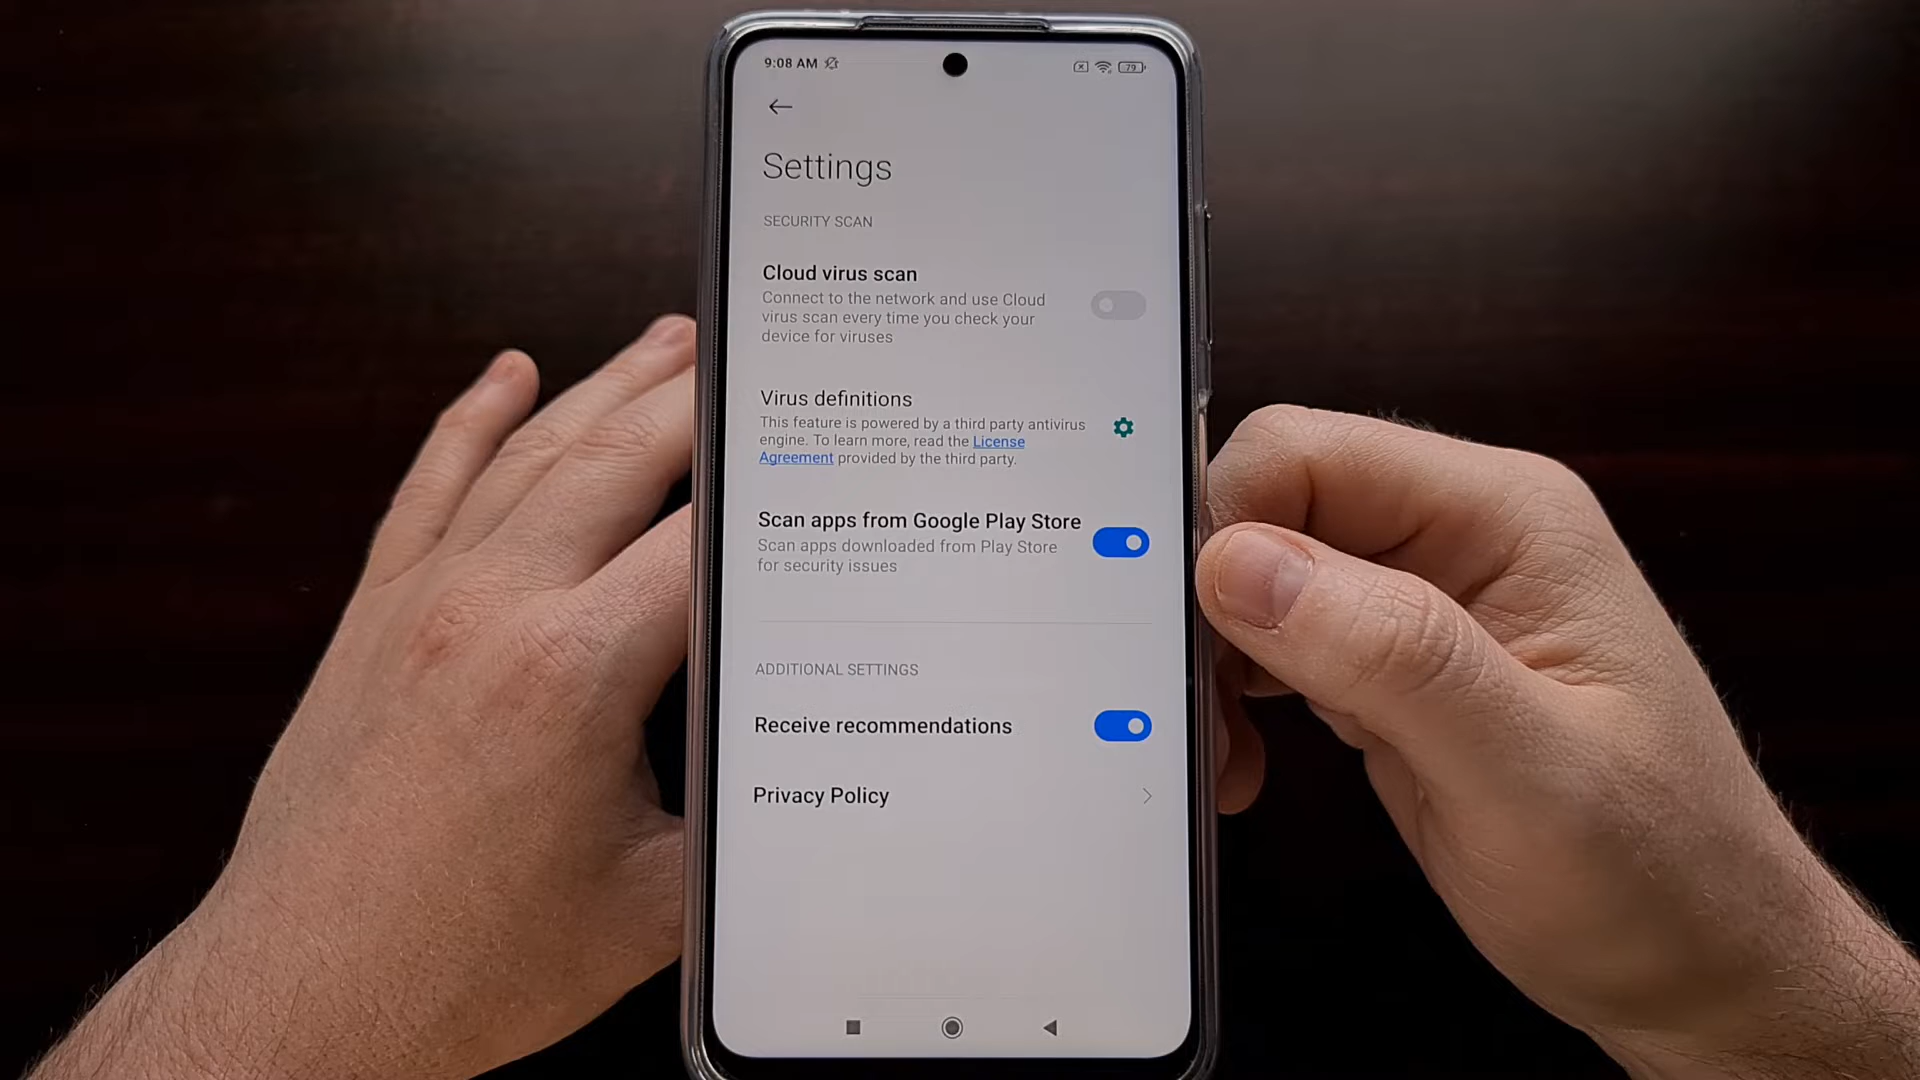 9:08 AM
79
Settings
SECURITY SCAN
Cloud virus scan
Connect to the network and use Cloud
virus scan every time you check your
device for viruses
Virus definitions
This feature is powered by a third party antivirus
engine. To learn more, read the License
Agreement provided by the third party.
Scan apps from Google Play Store
Scan apps downloaded from Play Store
for security issues
ADDITIONAL SETTINGS
Receive recommendations
Privacy Policy